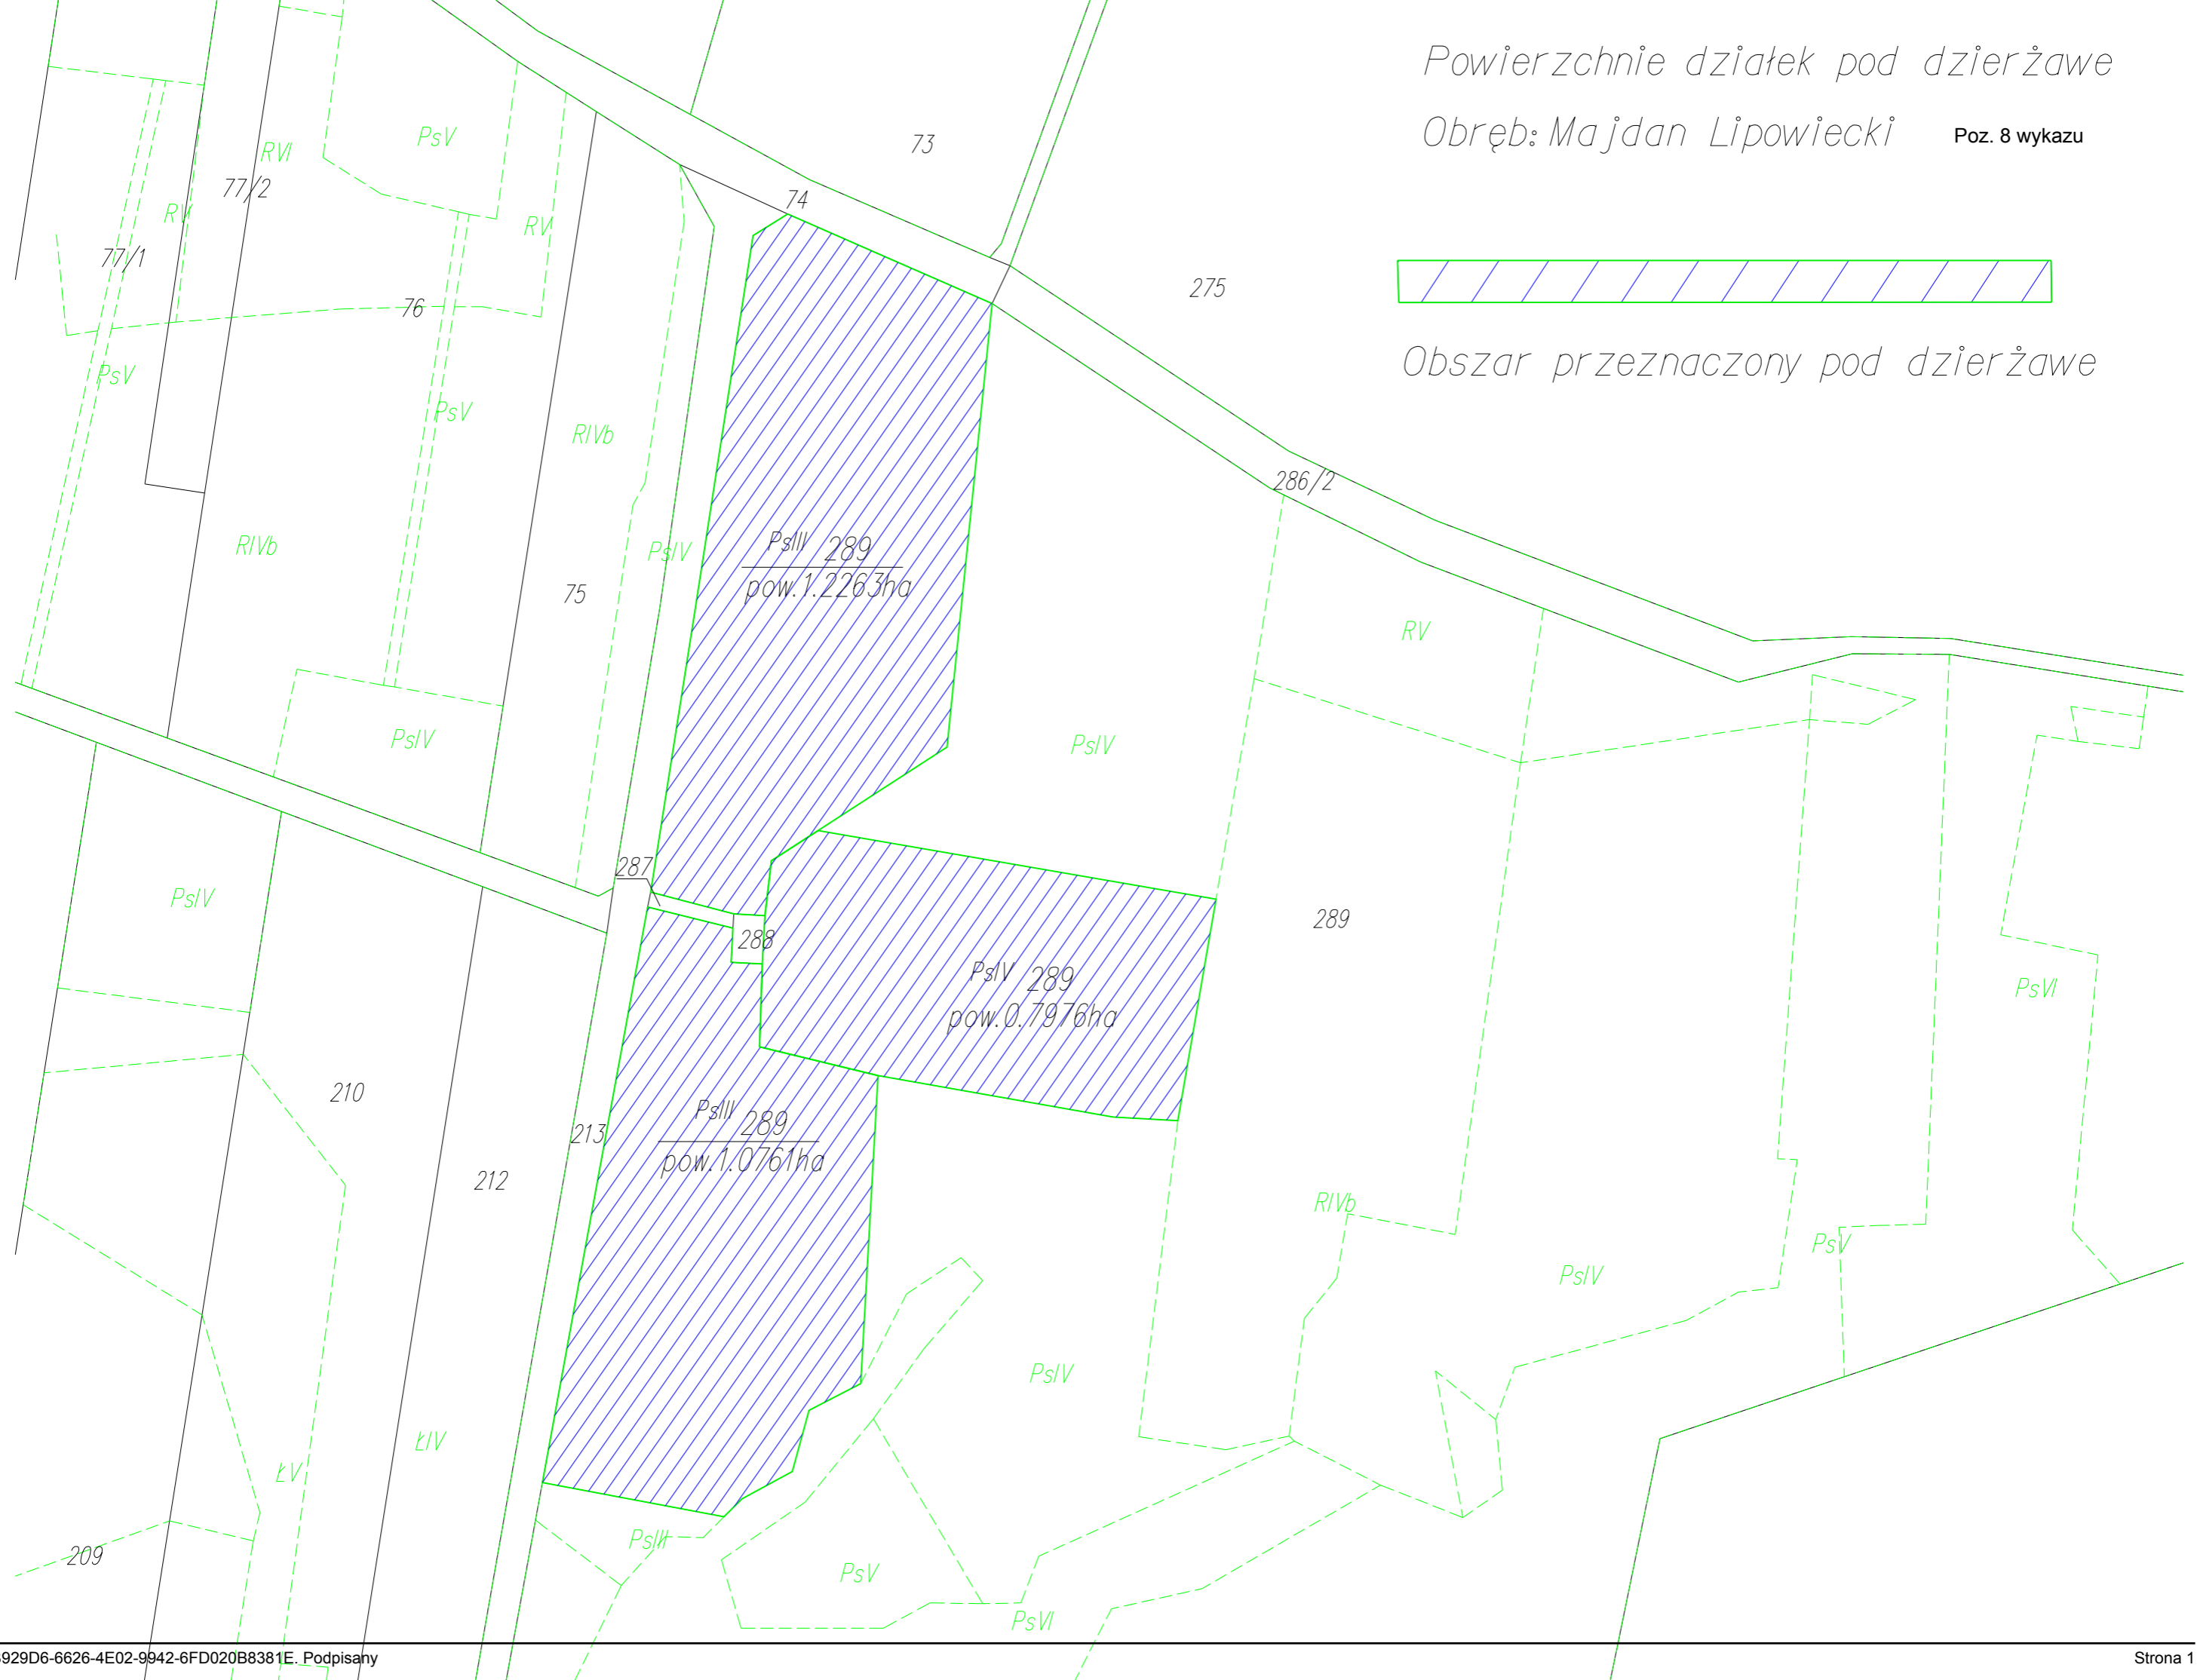 Powierzchnie działek pod dzierżawe
Obręb: Majdan Lipowiecki
Poz. 8 wykazu
Obszar przeznaczony pod dzierżawe
73
74
275
PsV
RVI
77/2
RV
RV
77/1
76
PsV
PsV
RIVb
286/2
RIVb
PsIV
PsIII 289
pow.1.2263ha
75
RV
PsIV
PsIV
287
PsIV
289
288
PsIV 289
pow.0.7976ha
PsVI
210
PsIII 289
pow.1.0761ha
213
212
RIVb
PsV
PsIV
PsIV
ŁIV
ŁV
PsIII
209
PsV
PsVI
929D6-6626-4E02-9942-6FD020B8381E. Podpisany
Strona 1